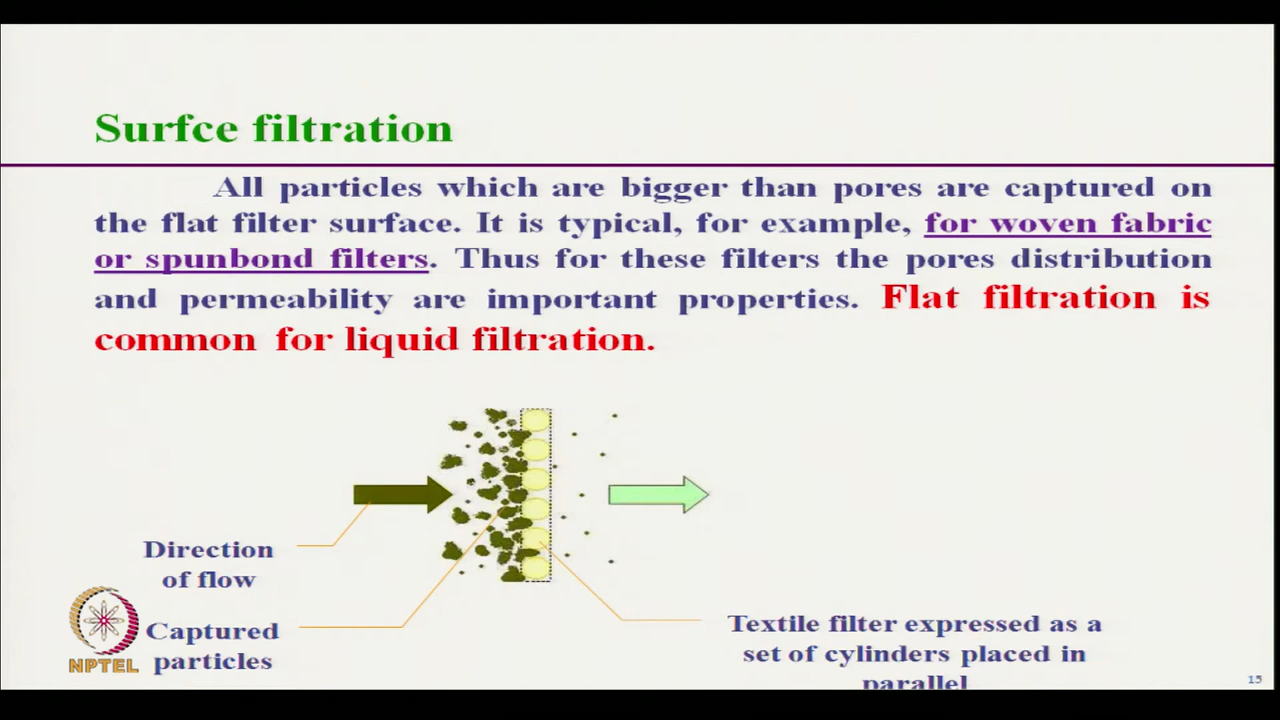 Surfce filtration
All particles which are bigger than pores are captured on
the flat filter surface. It is typical, for example, for woven fabric
or spunbond filters. Thus for these filters the pores distribution
and permeability are important properties. Flat filtration is
common for liquid filtration.
Direction
of flow
Captured
particles
NPTEL
Textile filter expressed as a
set of cylinders placed in
parallel
15